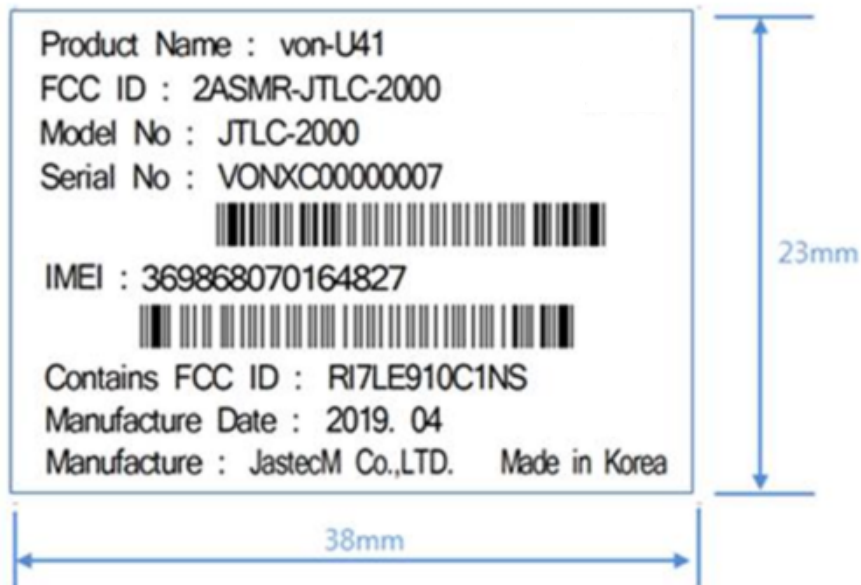 Product Name : von-U41
FCC ID : 2ASMR-JTLC-2000
Model No : JTLC-2000
Serial No : VONXC00000007
IMEI : 369868070164827
Contains FCC ID : RI7LE910C1NS
Manufacture Date : 2019. 04
Manufacture : JastecM Co.,LTD. Made in Korea
23mm
38mm